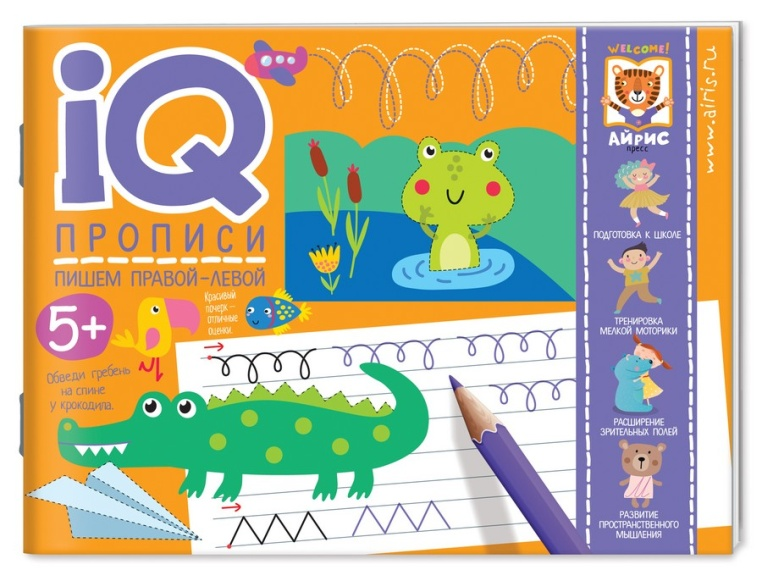 iQ
ПРОПИСИ
ПИШЕМ ПРАВОЙ-ЛЕВОЙ
5+
Красивый
почерк —
отличные
оценки.
Обведи гребень
на спине
у крокодила.
WELCOME!
АЙРИС
пресс
www.airis.ru
ПОДГОТОВКА К ШКОЛЕ
ТРЕНИРОВКА
МЕЛКОЙ МОТОРИКИ
РАСШИРЕНИЕ
ЗРИТЕЛЬНЫХ ПОЛЕЙ
РАЗВИТИЕ
ПРОСТРАНСТВЕННОГО
МЫШЛЕНИЯ